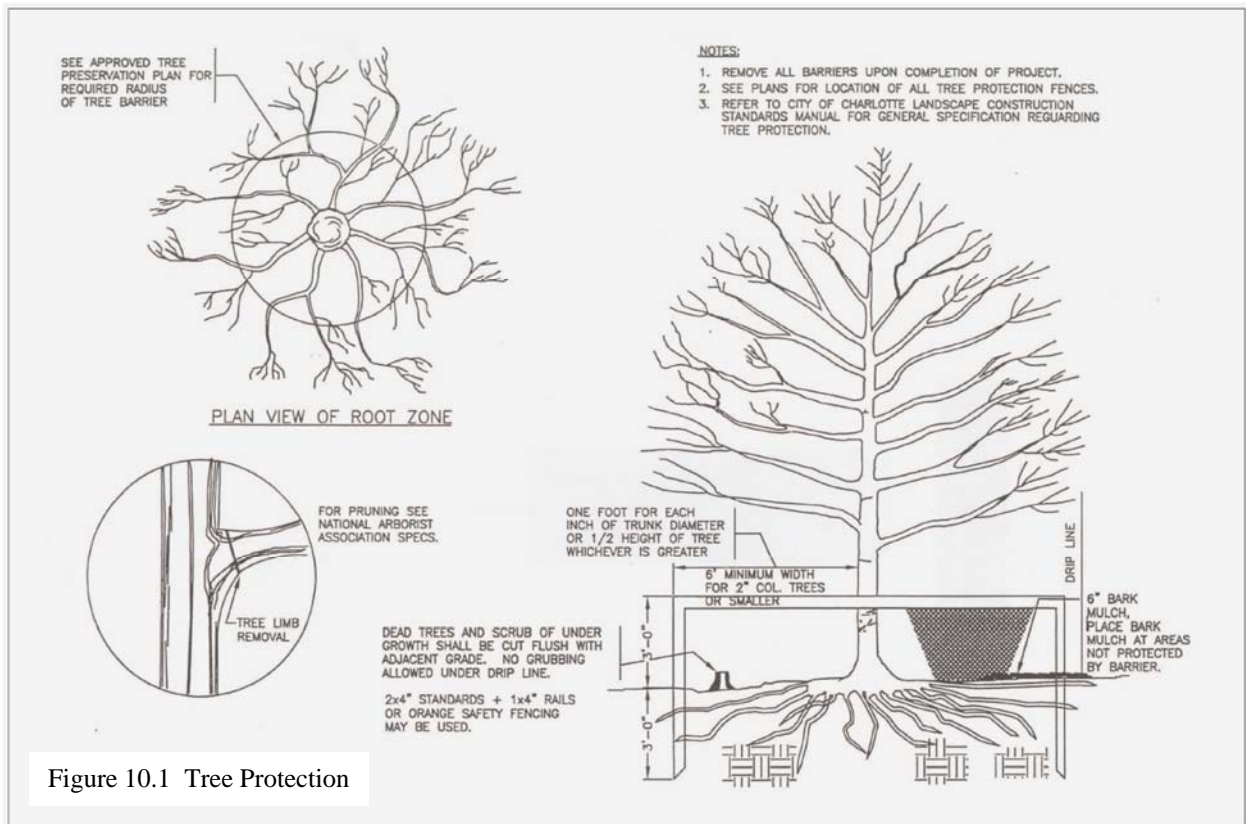 SEE APPROVED TREE
PRESERVATION PLAN FOR
REQUIRED RADIUS
OF TREE BARRIER
NOTES:
1. REMOVE ALL BARRIERS UPON COMPLETION OF PROJECT.
2. SEE PLANS FOR LOCATION OF ALL TREE PROTECTION FENCES.
3. REFER TO CITY OF CHARLOTTE LANDSCAPE CONSTRUCTION
STANDARDS MANUAL FOR GENERAL SPECIFICATION REGUARDING
TREE PROTECTION.
PLAN VIEW OF ROOT ZONE
FOR PRUNING SEE
NATIONAL ARBORIST
ASSOCIATION SPECS.
TREE LIMB
REMOVAL
ONE FOOT FOR EACH
INCH OF TRUNK DIAMETER
OR 1/2 HEIGHT OF TREE
WHICHEVER IS GREATER
6' MINIMUM WIDTH
FOR 2" COL. TREES
OR SMALLER
DRIP LINE
6" BARK
MULCH,
PLACE BARK
MULCH AT AREAS
NOT PROTECTED
BY BARRIER.
DEAD TREES AND SCRUB OF UNDER
GROWTH SHALL BE CUT FLUSH WITH
ADJACENT GRADE. NO GRUBBING
ALLOWED UNDER DRIP LINE.
2x4" STANDARDS + 1x4" RAILS
OR ORANGE SAFETY FENCING
MAY BE USED.
3'-0"
3'-0"
Figure 10.1 Tree Protection